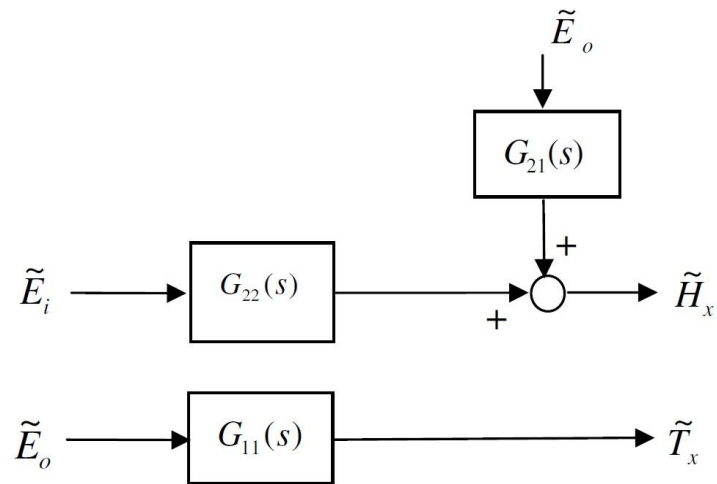 Ẽₒ
G₂₁(s)
+
Ẽᵢ G₂₂(s) + H̃ₓ
Ẽₒ G₁₁(s) T̃ₓ